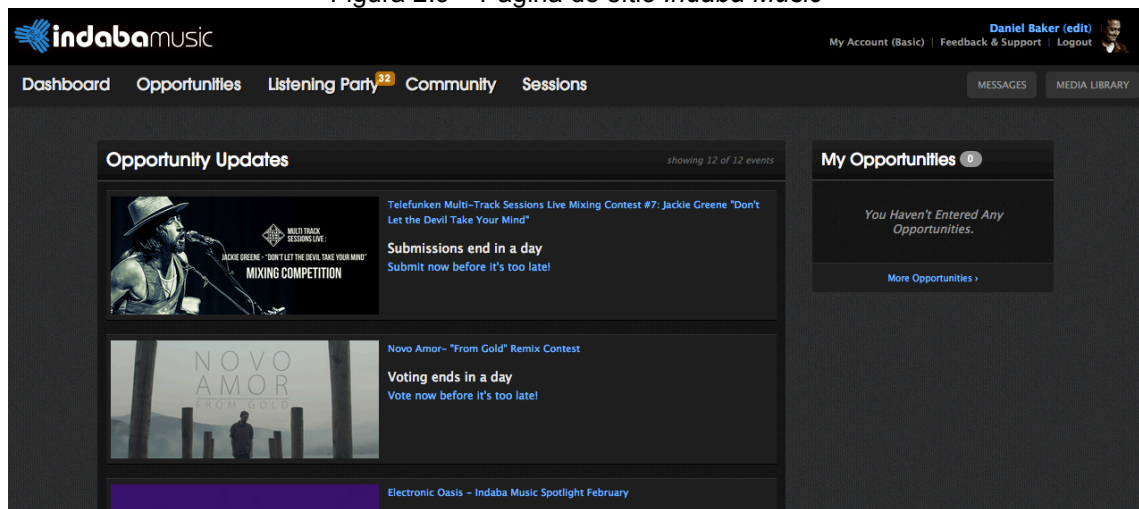 Figura 2.8 – Página do sítio Indaba Music
indabamusic
Daniel Baker (edit)
My Account (Basic) | Feedback & Support | Logout
Dashboard Opportunities Listening Party 32 Community Sessions
MESSAGES MEDIA LIBRARY
Opportunity Updates
showing 12 of 12 events
My Opportunities 0
You Haven't Entered Any
Opportunities.
More Opportunities ›
MULTI TRACK
SESSIONS LIVE:
JACKIE GREENE - "DON'T LET THE DEVIL TAKE YOUR MIND"
MIXING COMPETITION
Telefunken Multi-Track Sessions Live Mixing Contest #7: Jackie Greene "Don't
Let the Devil Take Your Mind"
Submissions end in a day
Submit now before it's too late!
NOVO
AMOR
FROM GOLD
Novo Amor– "From Gold" Remix Contest
Voting ends in a day
Vote now before it's too late!
Electronic Oasis – Indaba Music Spotlight February